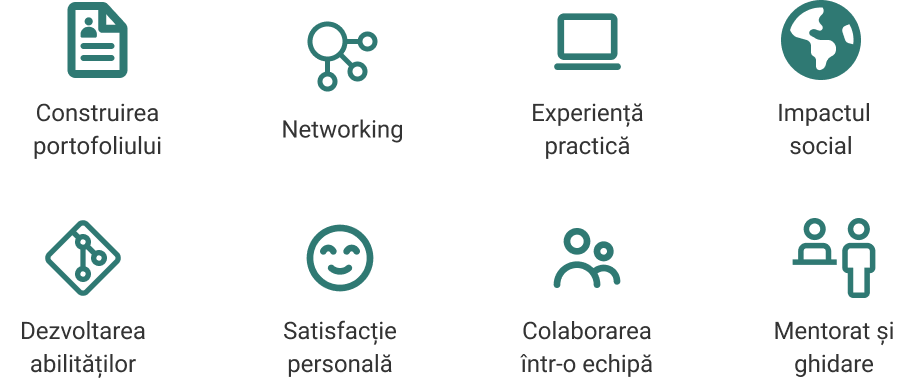 Construirea
portofoliului
Networking
Experiență
practică
Impactul
social
Dezvoltarea
abilităților
Satisfacție
personală
Colaborarea
într-o echipă
Mentorat și
ghidare